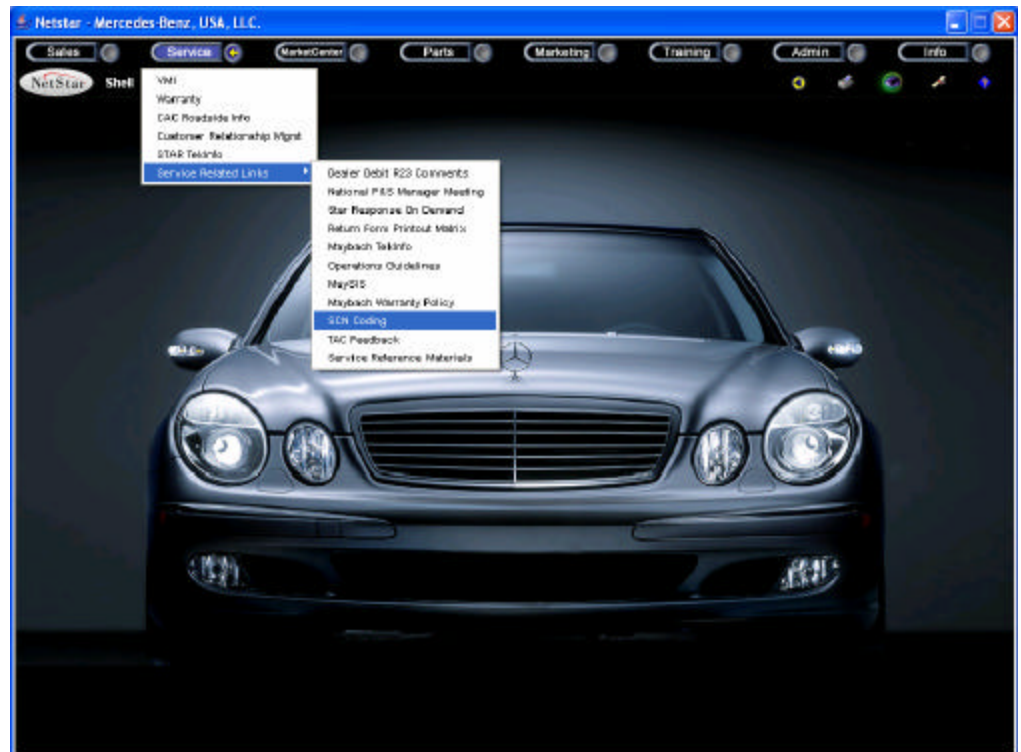 Netstar - Mercedes-Benz, USA, LLC.
Sales Service MarketCenter Parts Marketing Training Admin Info
NetStar Shell
VMI
Warranty
CAC Roadside Info
Customer Relationship Mgmt
STAR TekInfo
Service Related Links
Dealer Debit R23 Comments
National P&S Manager Meeting
Star Response On Demand
Return Form Printout Matrix
Maybach TekInfo
Operations Guidelines
MaySIS
Maybach Warranty Policy
SCN Coding
TAC Feedback
Service Reference Materials